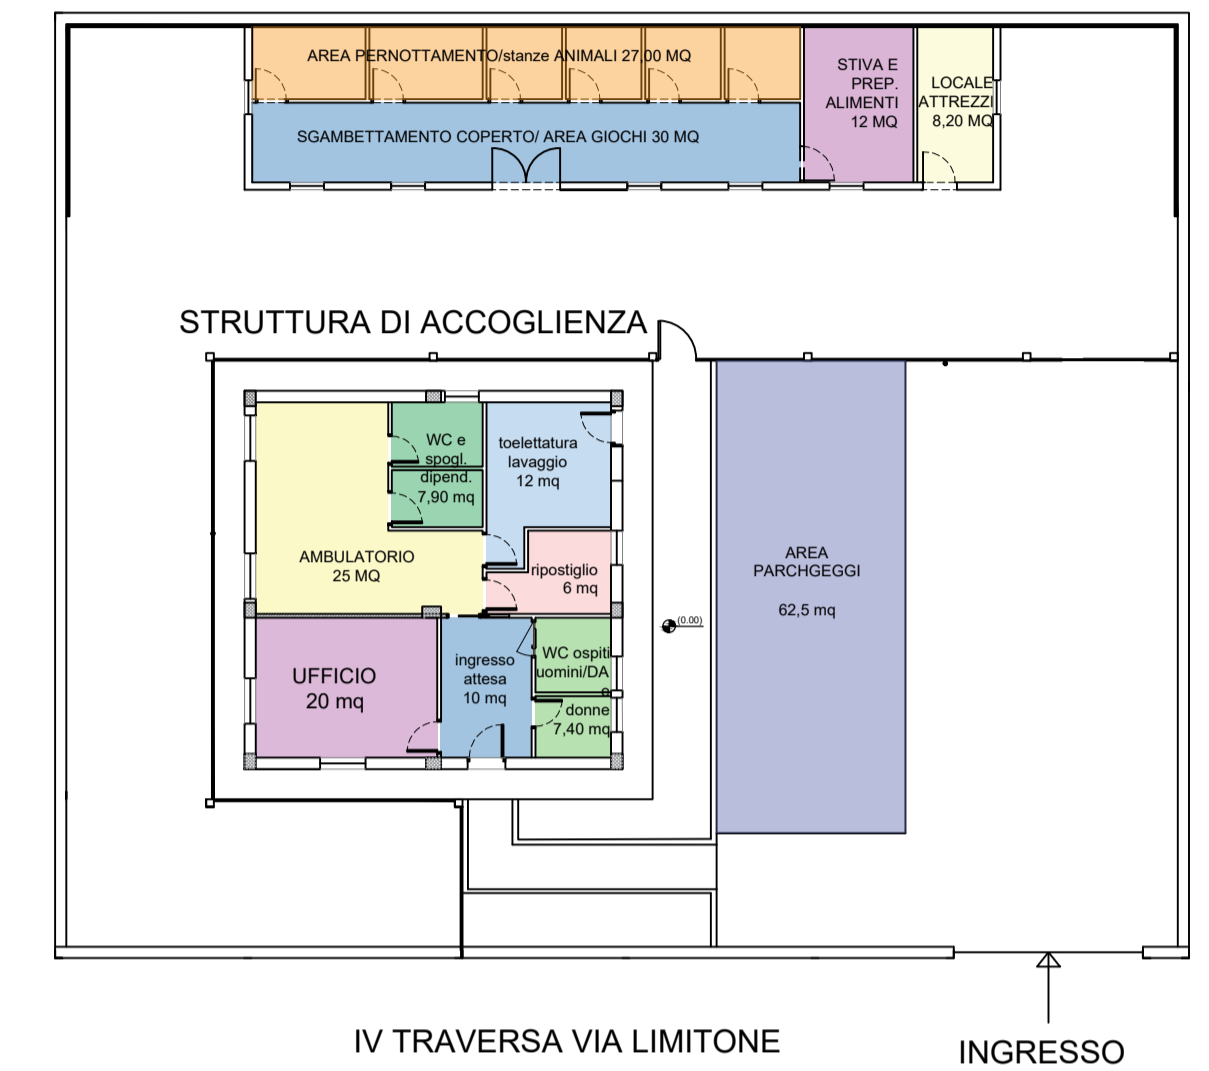 AREA PERNOTTAMENTO/stanze ANIMALI 27,00 MQ
SGAMBETTAMENTO COPERTO/ AREA GIOCHI 30 MQ
STIVA E
PREP.
ALIMENTI
12 MQ
LOCALE
ATTREZZI
8,20 MQ
STRUTTURA DI ACCOGLIENZA
WC e
spogl.
dipend.
7,90 mq
toelettatura
lavaggio
12 mq
AMBULATORIO
25 MQ
ripostiglio
6 mq
AREA
PARCHGEGGI
62,5 mq
(0.00)
UFFICIO
20 mq
ingresso
attesa
10 mq
WC ospiti
uomini/DA
e
donne
7,40 mq
IV TRAVERSA VIA LIMITONE
INGRESSO